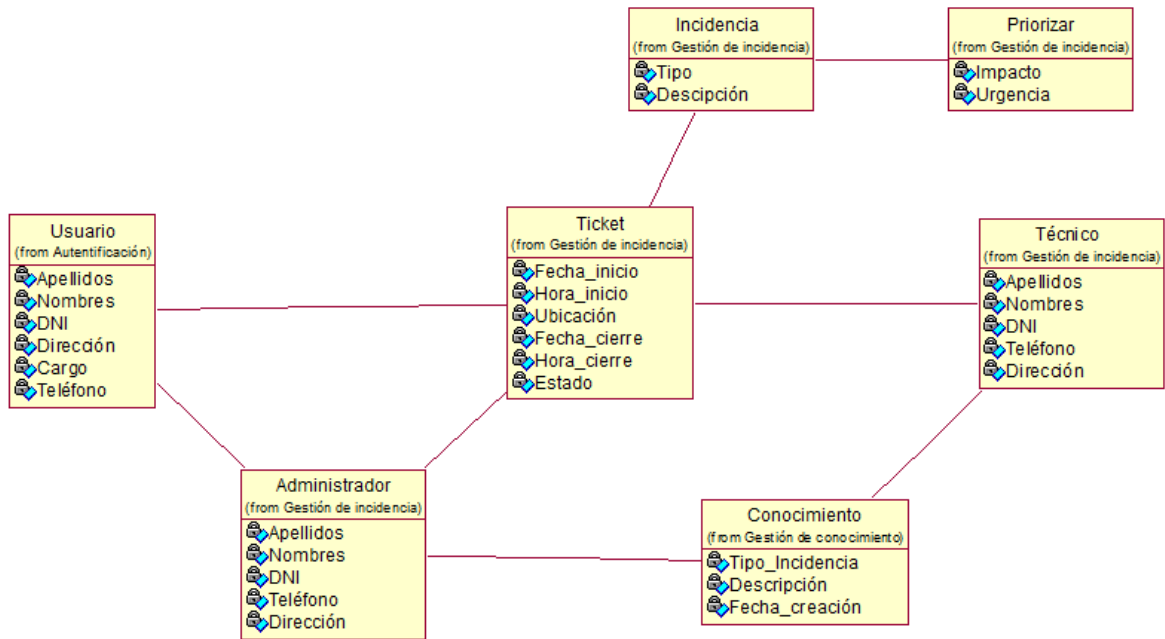 Incidencia
(from Gestión de incidencia)
Tipo
Descipción
Priorizar
(from Gestión de incidencia)
Impacto
Urgencia
Usuario
(from Autentificación)
Apellidos
Nombres
DNI
Dirección
Cargo
Teléfono
Ticket
(from Gestión de incidencia)
Fecha_inicio
Hora_inicio
Ubicación
Fecha_cierre
Hora_cierre
Estado
Técnico
(from Gestión de incidencia)
Apellidos
Nombres
DNI
Teléfono
Dirección
Administrador
(from Gestión de incidencia)
Apellidos
Nombres
DNI
Teléfono
Dirección
Conocimiento
(from Gestión de conocimiento)
Tipo_Incidencia
Descripción
Fecha_creación